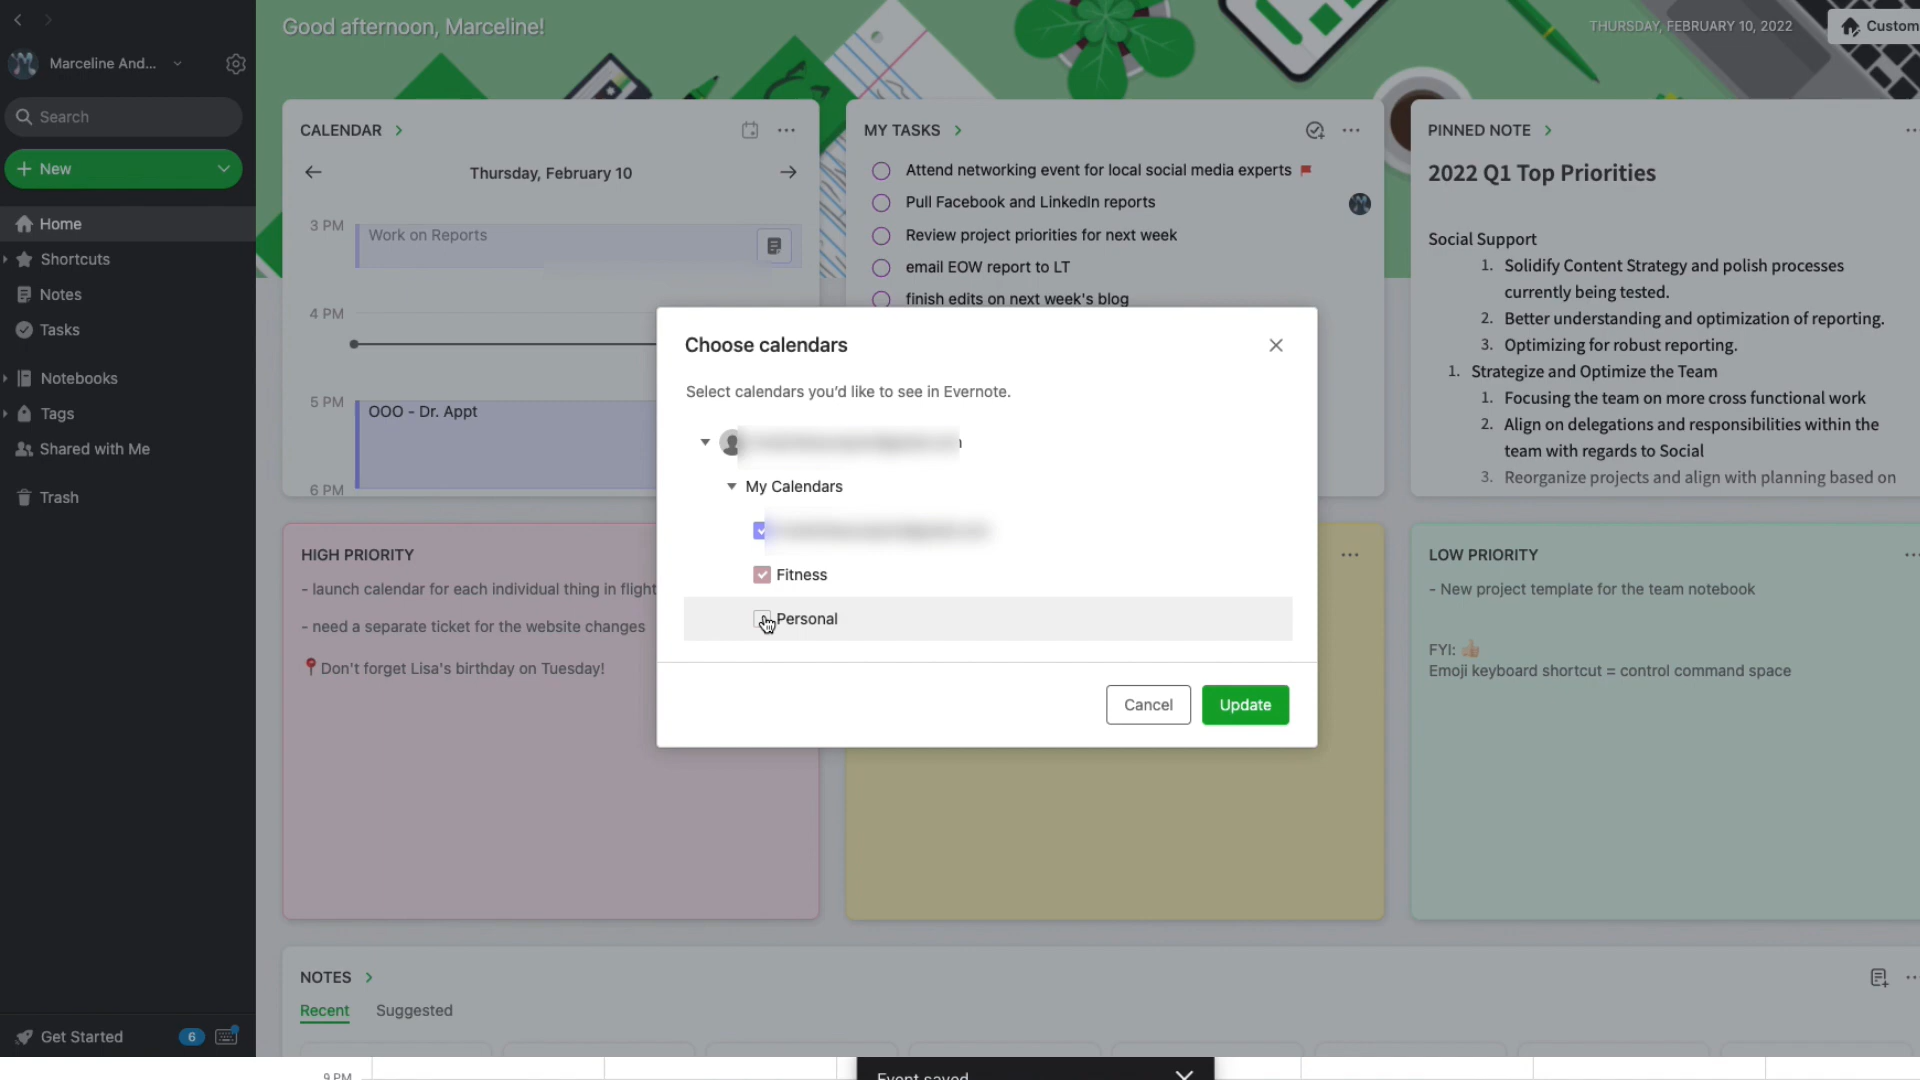 Good afternoon, Marceline!
THURSDAY, FEBRUARY 10, 2022
Custom
Marceline And...
Search
New
Home
Shortcuts
Notes
Tasks
Notebooks
Tags
Shared with Me
Trash
Get Started
6
CALENDAR
Thursday, February 10
3 PM
Work on Reports
4 PM
5 PM
OOO - Dr. Appt
6 PM
MY TASKS
Attend networking event for local social media experts
Pull Facebook and LinkedIn reports
Review project priorities for next week
email EOW report to LT
finish edits on next week's blog
PINNED NOTE
2022 Q1 Top Priorities
Social Support
1. Solidify Content Strategy and polish processes
currently being tested.
2. Better understanding and optimization of reporting.
3. Optimizing for robust reporting.
1. Strategize and Optimize the Team
1. Focusing the team on more cross functional work
2. Align on delegations and responsibilities within the
team with regards to Social
3. Reorganize projects and align with planning based on
Choose calendars
Select calendars you'd like to see in Evernote.
My Calendars
Fitness
Personal
Cancel
Update
HIGH PRIORITY
- launch calendar for each individual thing in flight
- need a separate ticket for the website changes
📍Don't forget Lisa's birthday on Tuesday!
LOW PRIORITY
- New project template for the team notebook
FYI: 👍🏻
Emoji keyboard shortcut = control command space
NOTES
Recent
Suggested
9 PM
Event saved